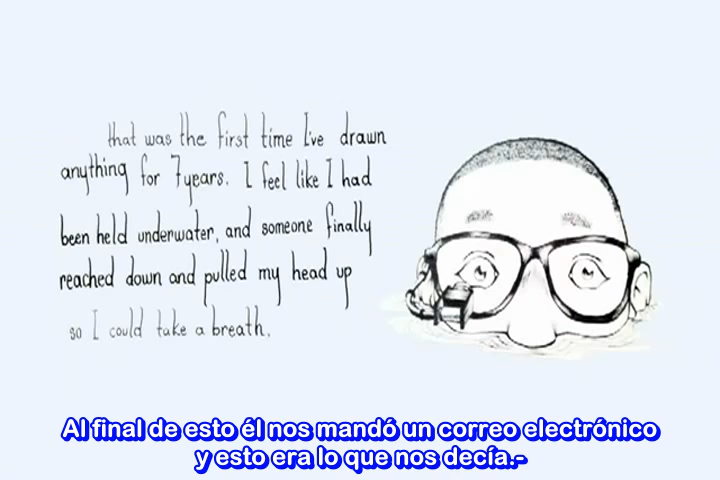 that was the first time I've drawn
anything for 7 years. I feel like I had
been held underwater, and someone finally
reached down and pulled my head up
so I could take a breath.
Al final de esto él nos mandó un correo electrónico
y esto era lo que nos decía.-